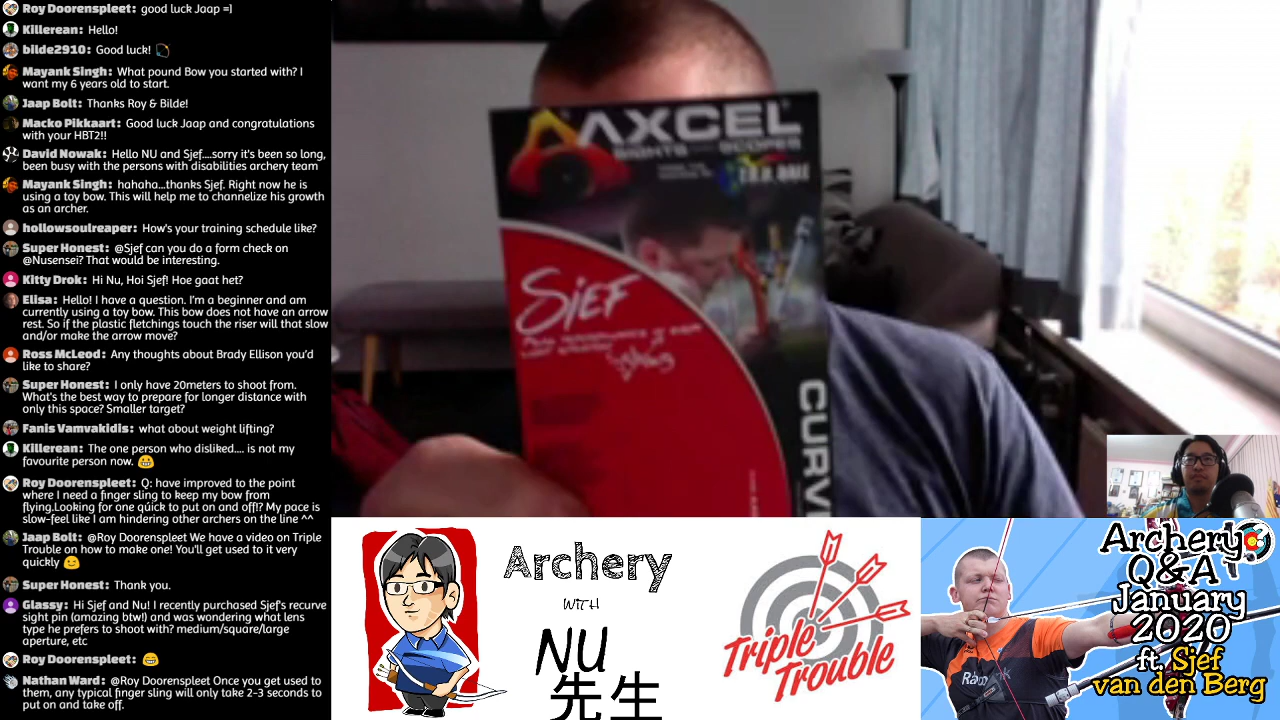 Roy Doorenspleet: good luck Jaap =]
Killerean: Hello!
bilde2910: Good luck!
Mayank Singh: What pound Bow you started with? I
want my 6 years old to start.
Jaap Bolt: Thanks Roy & Bilde!
Macko Pikkaart: Good luck Jaap and congratulations
with your HBT2!!
David Nowak: Hello NU and Sjef....sorry it's been so long,
been busy with the persons with disabilities archery team
Mayank Singh: hahaha...thanks Sjef. Right now he is
using a toy bow. This will help me to channelize his growth
as an archer.
hollowsoulreaper: How's your training schedule like?
Super Honest: @Sjef can you do a form check on
@Nusensei? That would be interesting.
Kitty Drok: Hi Nu, Hoi Sjef! Hoe gaat het?
Elisa: Hello! I have a question. I'm a beginner and am
currently using a toy bow. This bow does not have an arrow
rest. So if the plastic fletchings touch the riser will that slow
and/or make the arrow move?
Ross McLeod: Any thoughts about Brady Ellison you'd
like to share?
Super Honest: I only have 20meters to shoot from.
What's the best way to prepare for longer distance with
only this space? Smaller target?
Fanis Vamvakidis: what about weight lifting?
Killerean: The one person who disliked.... is not my
favourite person now.
Roy Doorenspleet: Q: have improved to the point
where I need a finger sling to keep my bow from
flying.Looking for one quick to put on and off!? My pace is
slow-feel like I am hindering other archers on the line ^^
Jaap Bolt: @Roy Doorenspleet We have a video on Triple
Trouble on how to make one! You'll get used to it very
quickly
Super Honest: Thank you.
Glassy: Hi Sjef and Nu! I recently purchased Sjef's recurve
sight pin (amazing btw!) and was wondering what lens
type he prefers to shoot with? medium/square/large
aperture, etc
Roy Doorenspleet:
Nathan Ward: @Roy Doorenspleet Once you get used to
them, any typical finger sling will only take 2-3 seconds to
put on and take off.
AXCEL
SIGHTS SCOPES
SJEF
CURV
Archery
WITH
NU
先生
Triple
Trouble
Archery
Q&A
January
2020
ft. Sjef
van den Berg